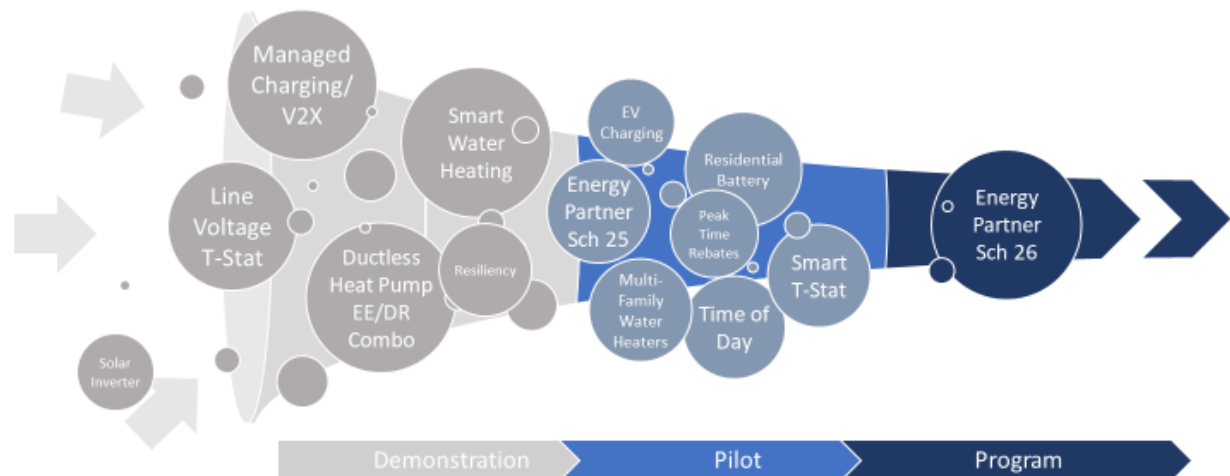 Managed
Charging/
V2X
Line
Voltage
T-Stat
Solar
Inverter
Smart
Water
Heating
Ductless
Heat Pump
EE/DR
Combo
Resiliency
EV
Charging
Energy
Partner
Sch 25
Residential
Battery
Peak
Time
Rebates
Multi-
Family
Water
Heaters
Time of
Day
Smart
T-Stat
Energy
Partner
Sch 26
Demonstration
Pilot
Program